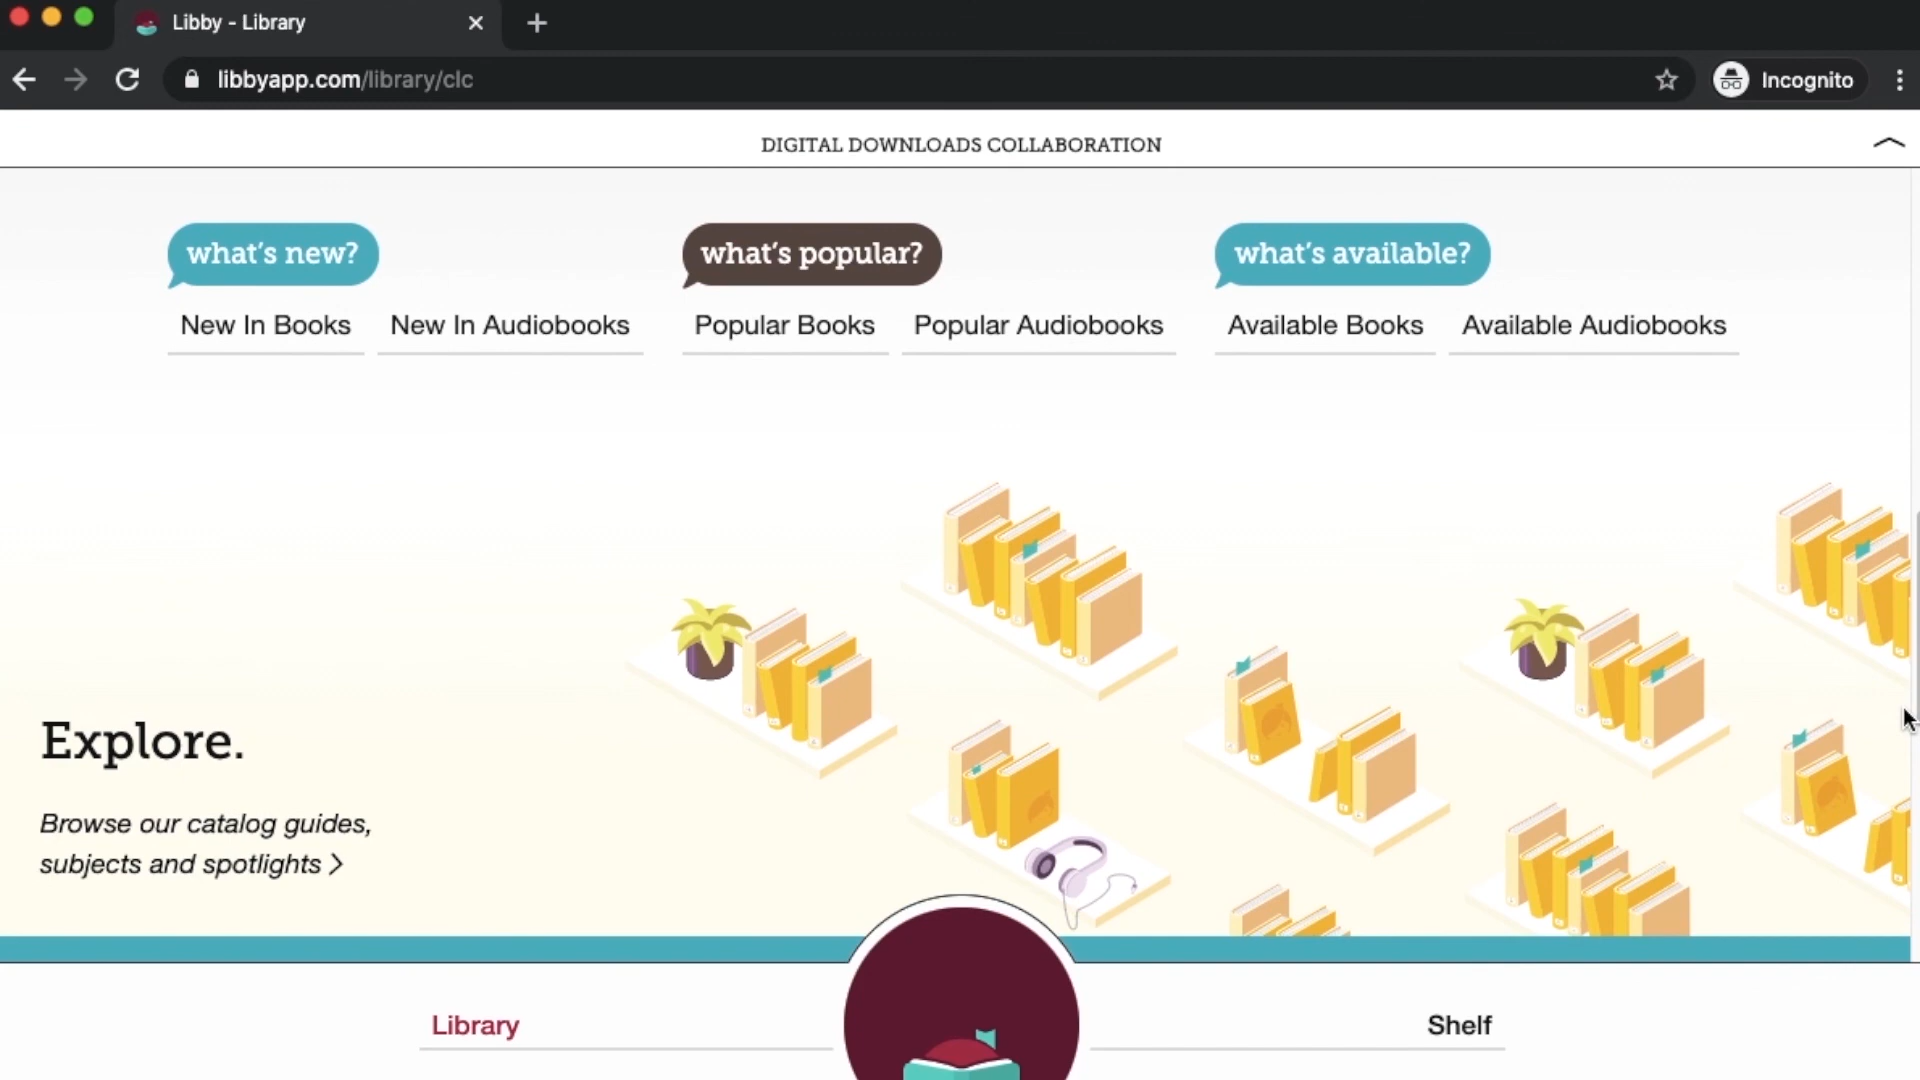 Libby - Library
libbyapp.com/library/clc
Incognito
DIGITAL DOWNLOADS COLLABORATION
what's new?
New In Books
New In Audiobooks
what's popular?
Popular Books
Popular Audiobooks
what's available?
Available Books
Available Audiobooks
Explore.
Browse our catalog guides,
subjects and spotlights >
Library
Shelf